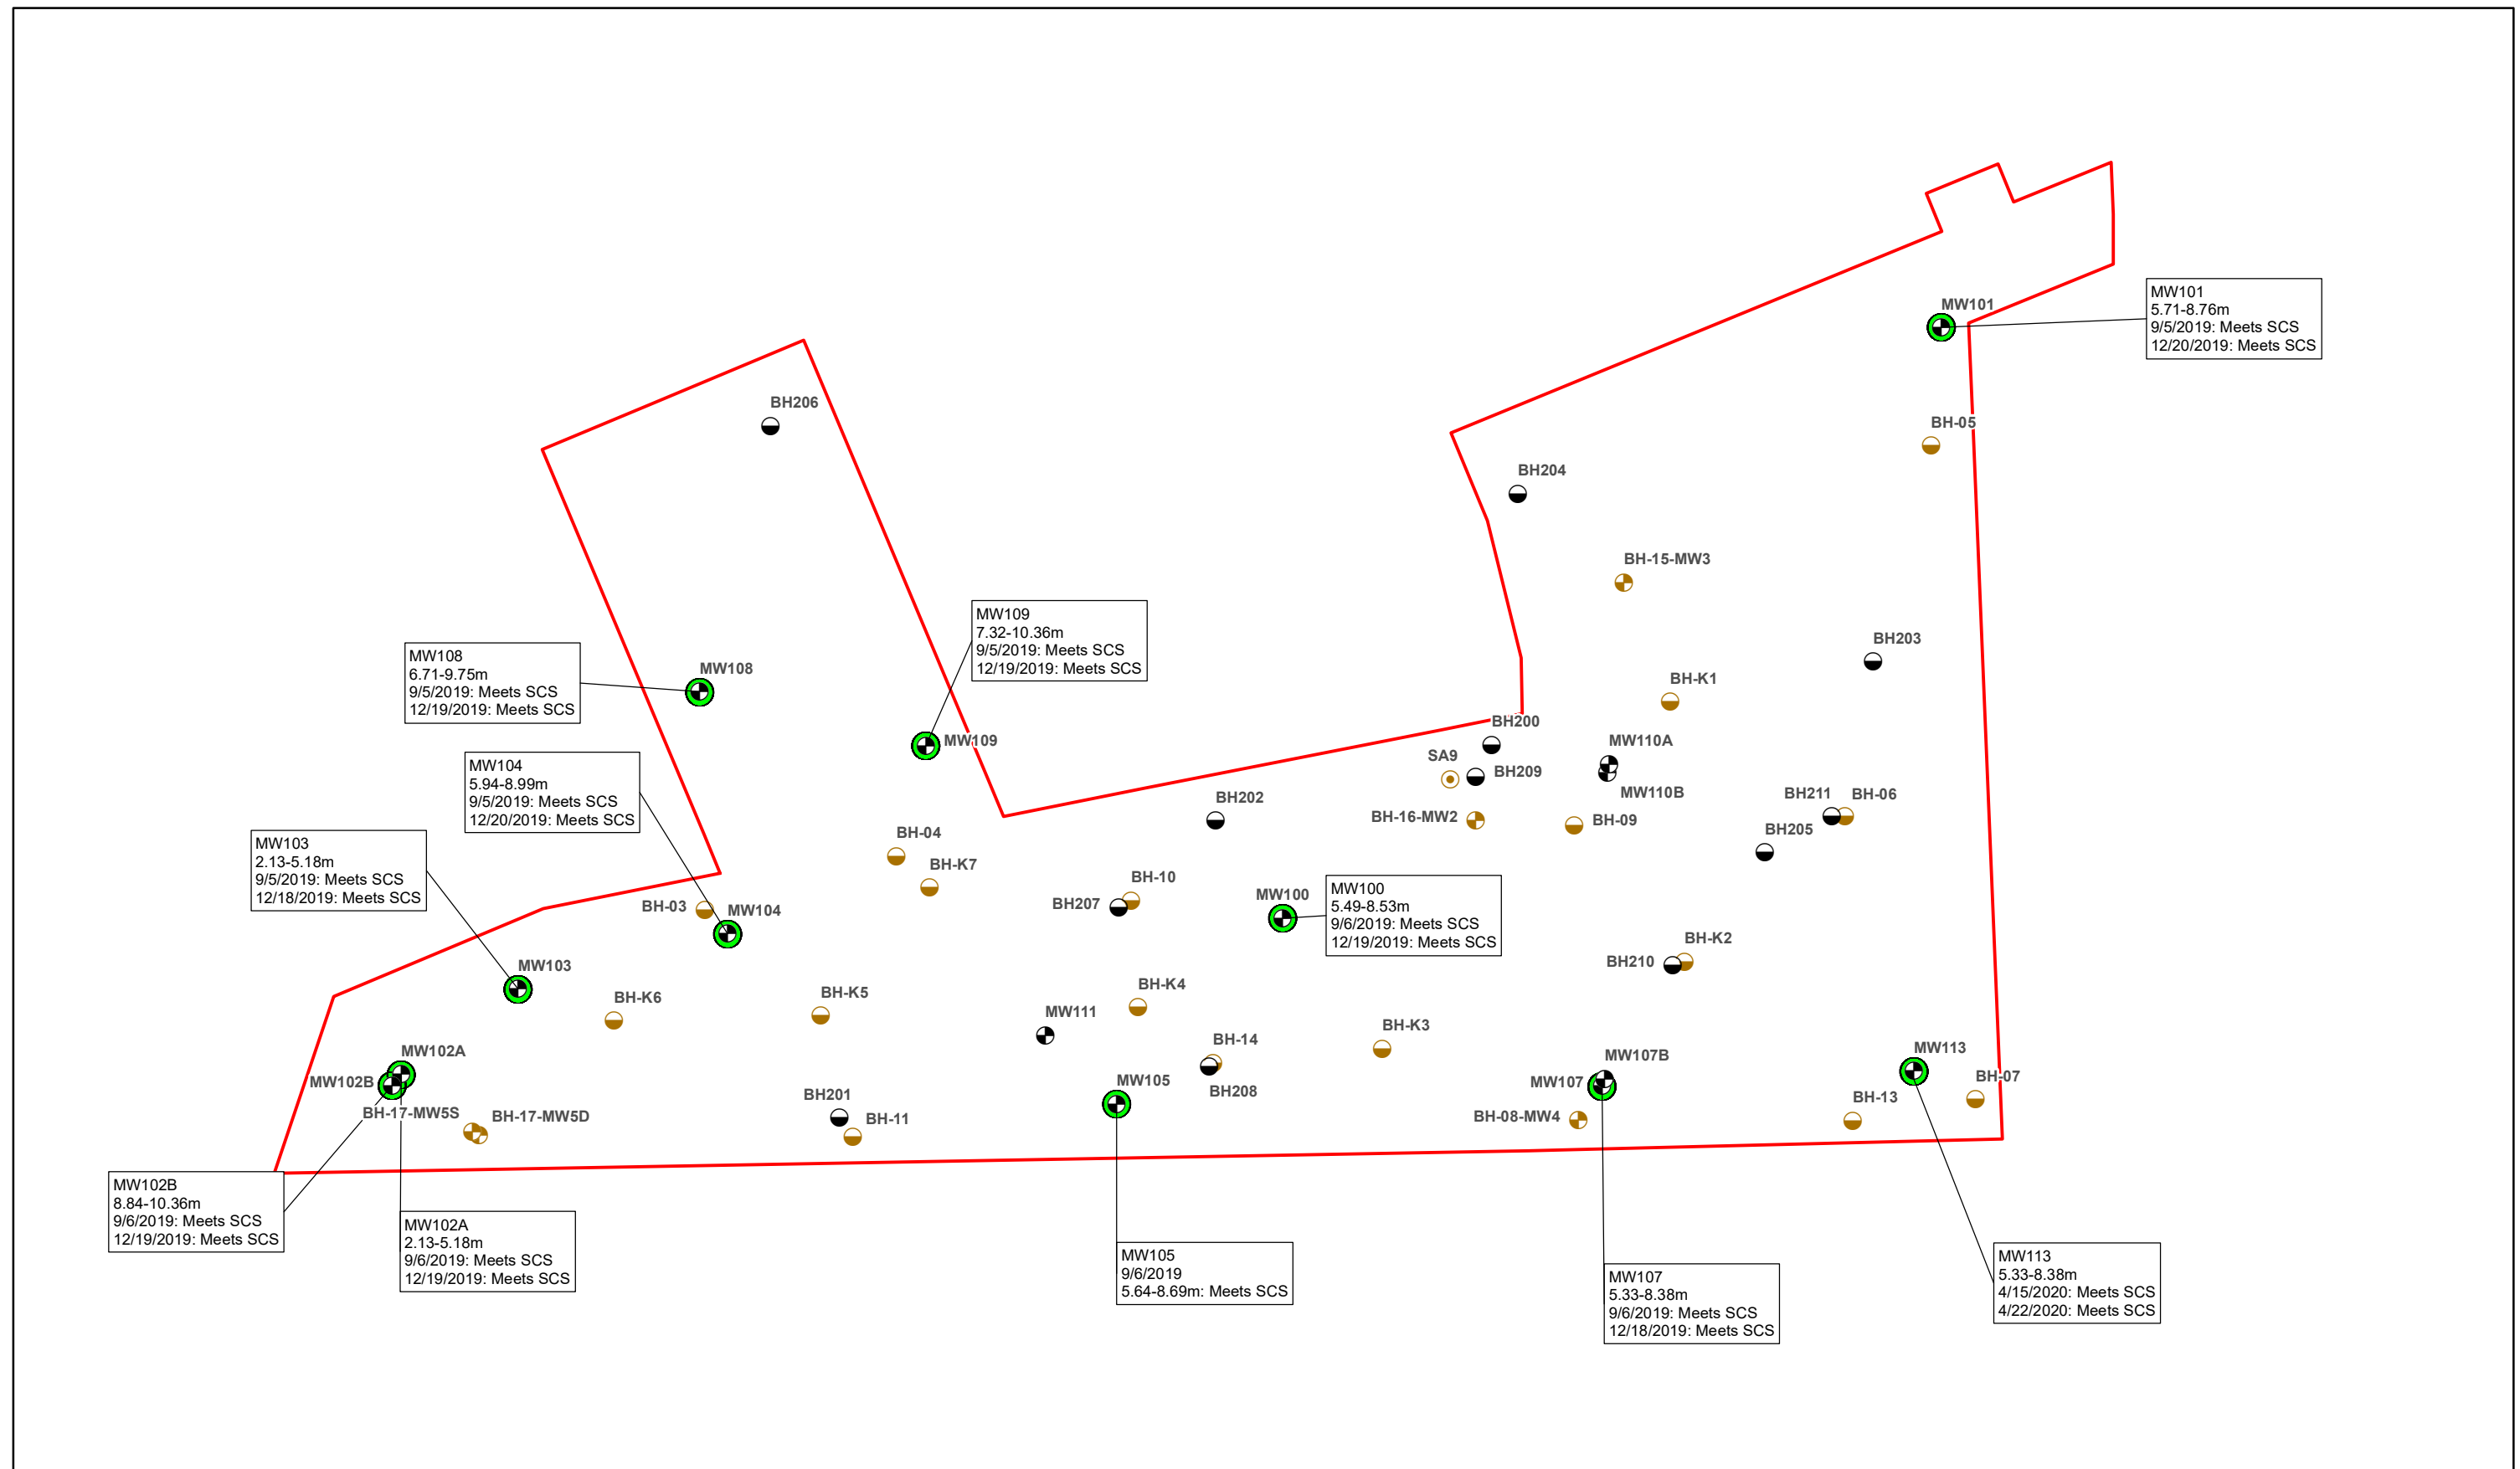 MW101
5.71-8.76m
9/5/2019: Meets SCS
12/20/2019: Meets SCS
MW101
BH206
BH-05
BH204
BH-15-MW3
MW109
7.32-10.36m
9/5/2019: Meets SCS
12/19/2019: Meets SCS
BH203
MW108
6.71-9.75m
9/5/2019: Meets SCS
12/19/2019: Meets SCS
MW108
BH-K1
BH200
MW109
MW110A
SA9
BH209
MW110B
MW104
5.94-8.99m
9/5/2019: Meets SCS
12/20/2019: Meets SCS
BH202
BH-16-MW2
BH-09
BH211
BH-06
BH205
BH-04
BH-K7
MW103
2.13-5.18m
9/5/2019: Meets SCS
12/18/2019: Meets SCS
BH-10
BH207
MW100
MW100
5.49-8.53m
9/6/2019: Meets SCS
12/19/2019: Meets SCS
BH-03
MW104
BH-K2
BH210
MW103
BH-K6
BH-K5
BH-K4
MW111
BH-K3
BH-14
BH208
MW102A
MW102B
MW105
MW107B
MW107
MW113
BH-07
BH-13
BH-17-MW5S
BH-17-MW5D
BH201
BH-11
BH-08-MW4
MW102B
8.84-10.36m
9/6/2019: Meets SCS
12/19/2019: Meets SCS
MW102A
2.13-5.18m
9/6/2019: Meets SCS
12/19/2019: Meets SCS
MW105
9/6/2019
5.64-8.69m: Meets SCS
MW107
5.33-8.38m
9/6/2019: Meets SCS
12/18/2019: Meets SCS
MW113
5.33-8.38m
4/15/2020: Meets SCS
4/22/2020: Meets SCS